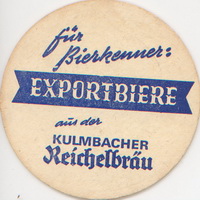 für
Bierkenner:
EXPORTBIERE
aus der
KULMBACHER
Reichelbräu